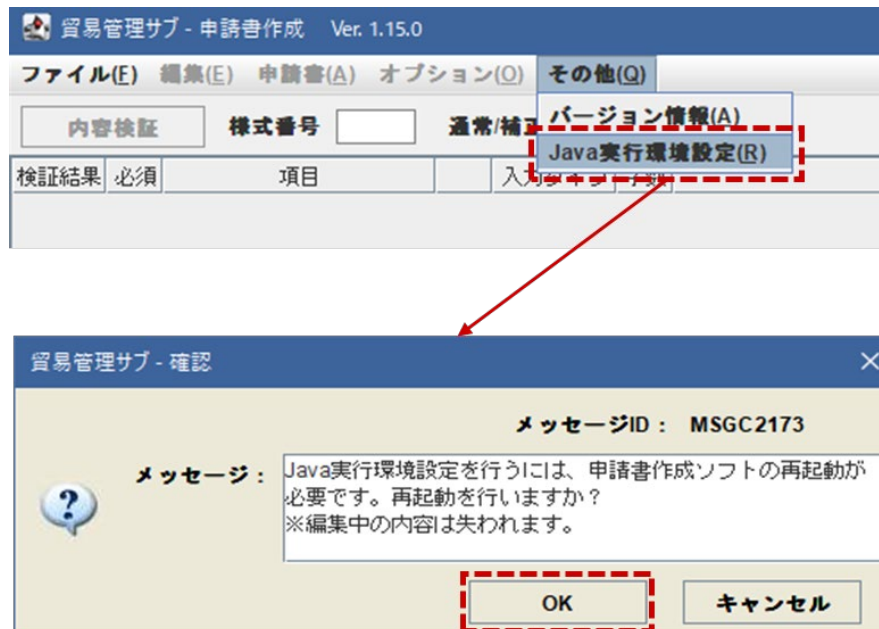 貿易管理サブ - 申請書作成 Ver. 1.15.0
ファイル(F) 編集(E) 申請書(A) オプション(O) その他(Q)
内容検証 様式番号 通常/補正
バージョン情報(A)
Java実行環境設定(R)
検証結果 必須 項目
貿易管理サブ - 確認 ×
メッセージID : MSGC2173
メッセージ : Java実行環境設定を行うには、申請書作成ソフトの再起動が
必要です。再起動を行いますか？
※編集中の内容は失われます。
OK キャンセル